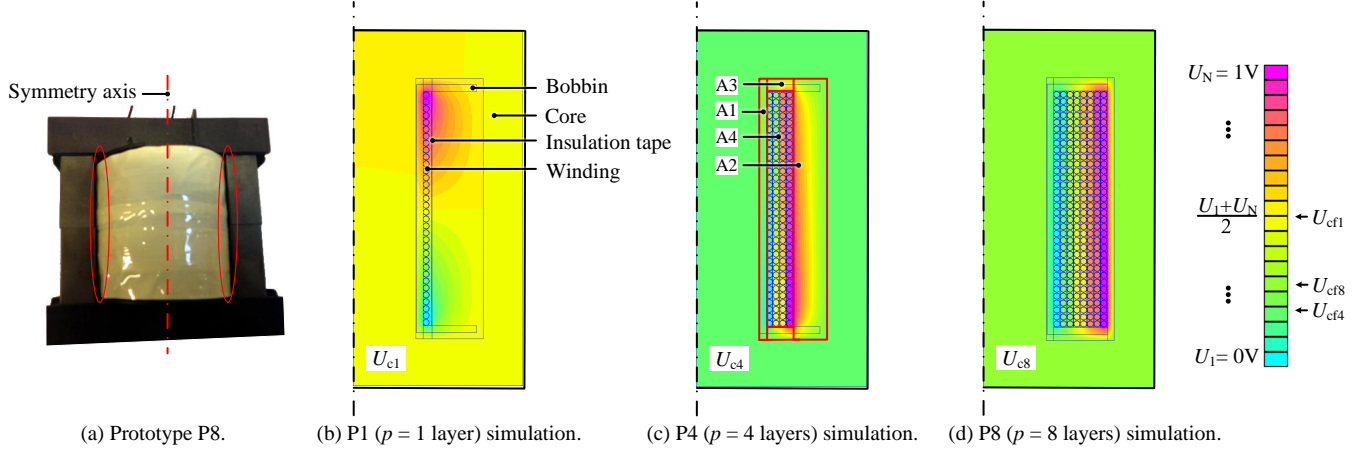 Symmetry axis
(a) Prototype P8.
Bobbin
Core
Insulation tape
Winding
U_c1
(b) P1 (p = 1 layer) simulation.
A3
A1
A4
A2
U_c4
(c) P4 (p = 4 layers) simulation.
U_c8
(d) P8 (p = 8 layers) simulation.
U_N = 1V
U_1+U_N
2
U_1 = 0V
U_cf1
U_cf8
U_cf4